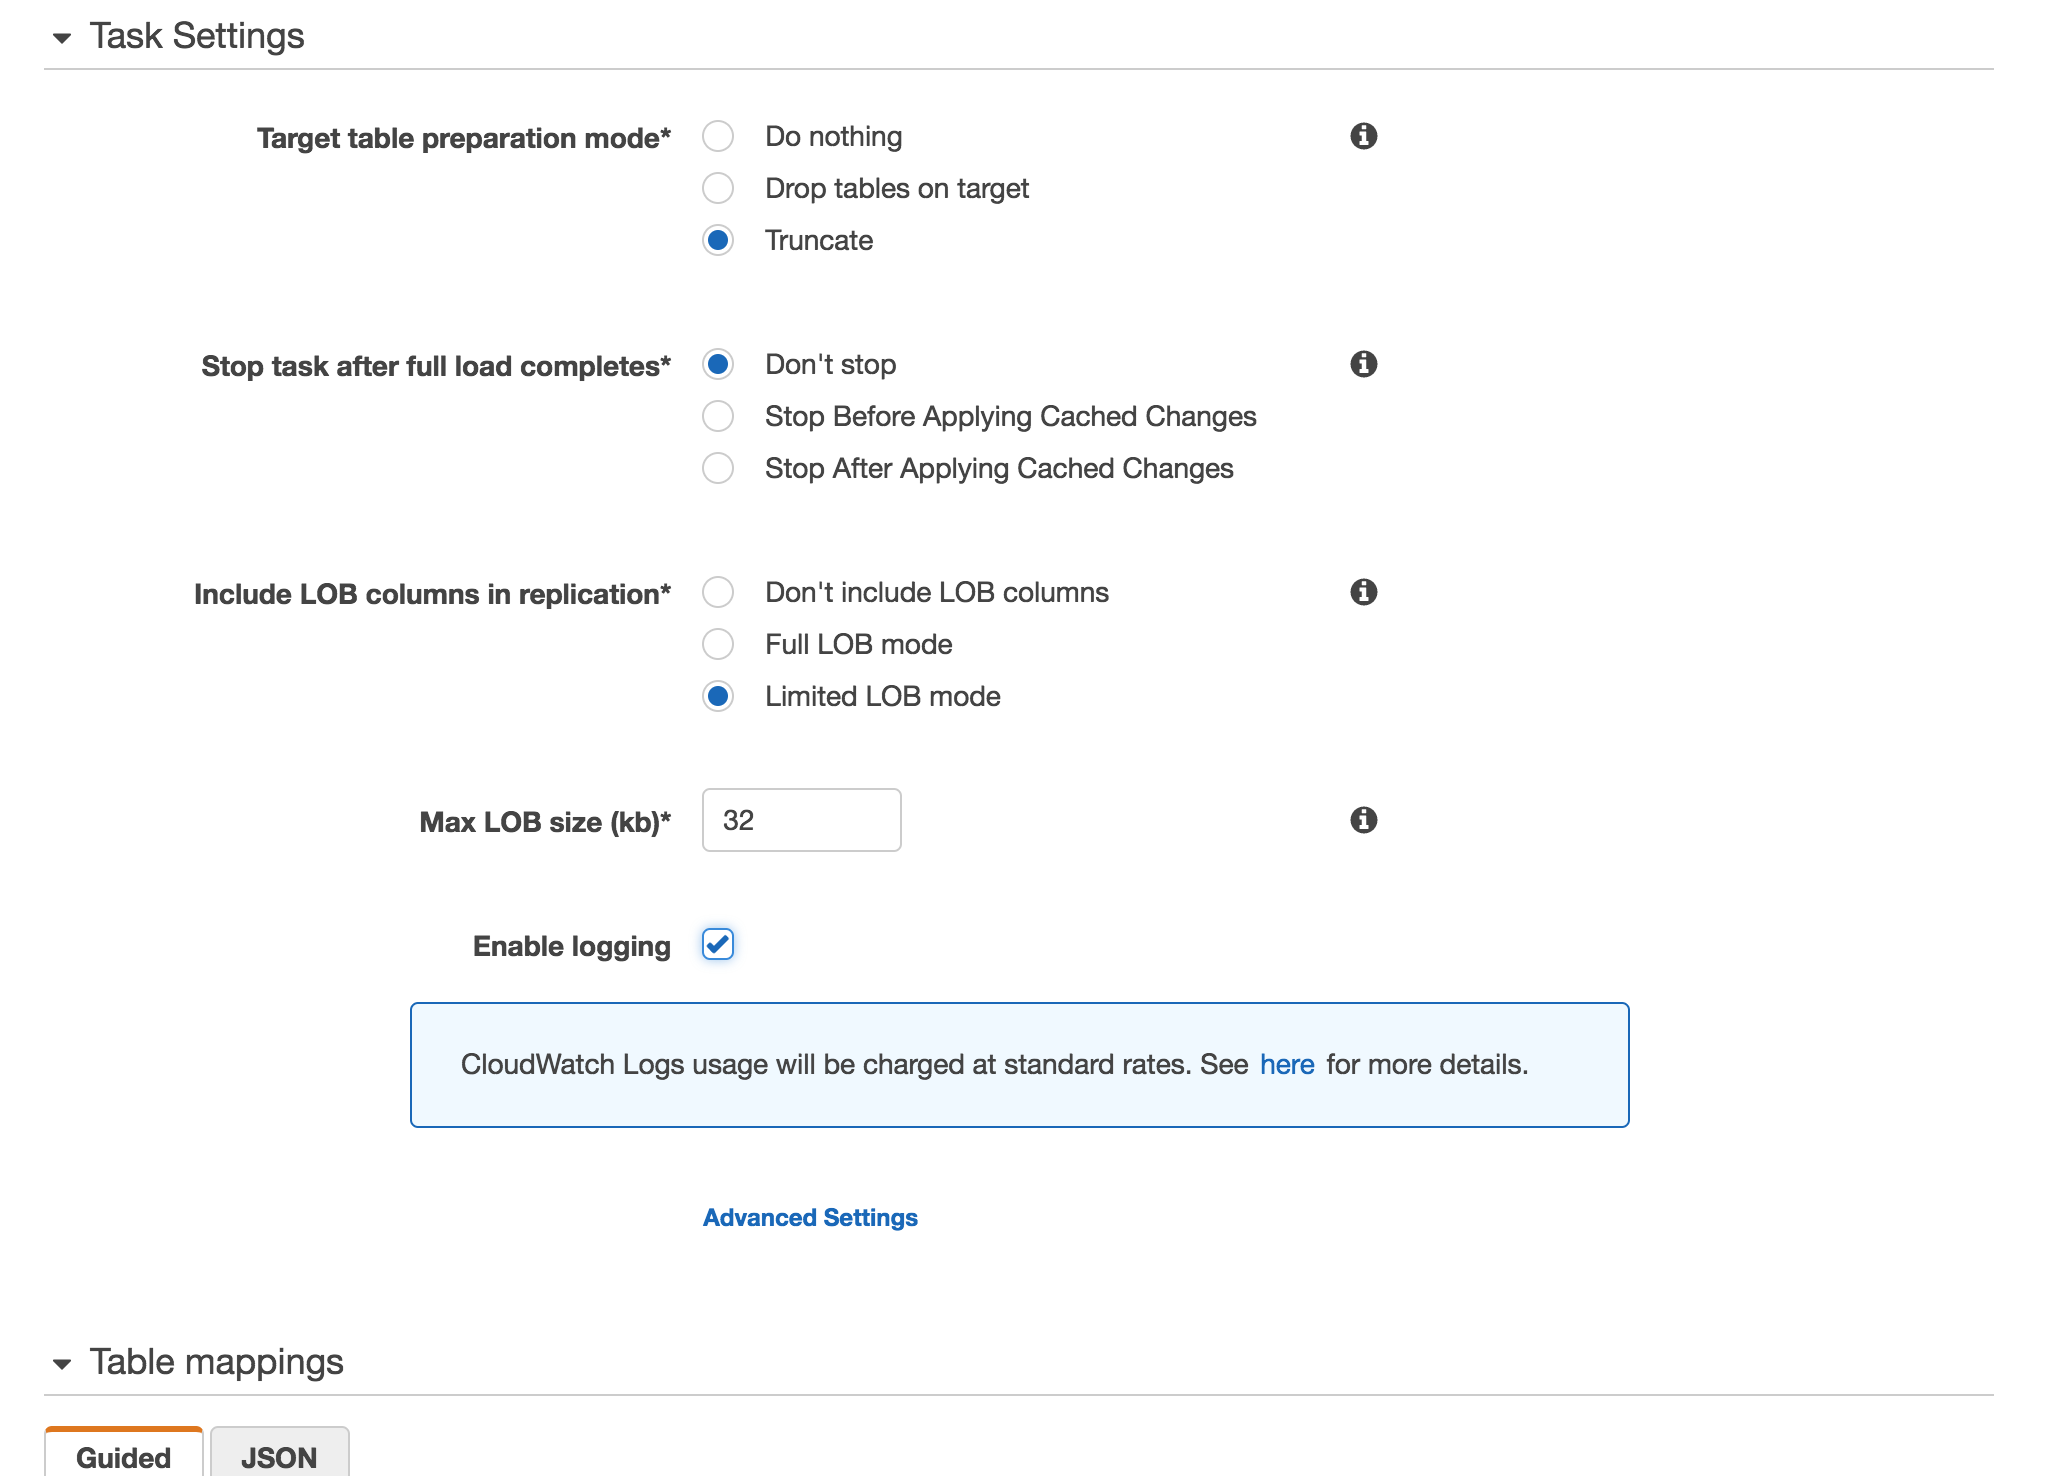 Task Settings
Target table preparation mode*
Do nothing
Drop tables on target
Truncate
Stop task after full load completes*
Don't stop
Stop Before Applying Cached Changes
Stop After Applying Cached Changes
Include LOB columns in replication*
Don't include LOB columns
Full LOB mode
Limited LOB mode
Max LOB size (kb)*
32
Enable logging
CloudWatch Logs usage will be charged at standard rates. See here for more details.
Advanced Settings
Table mappings
Guided
JSON